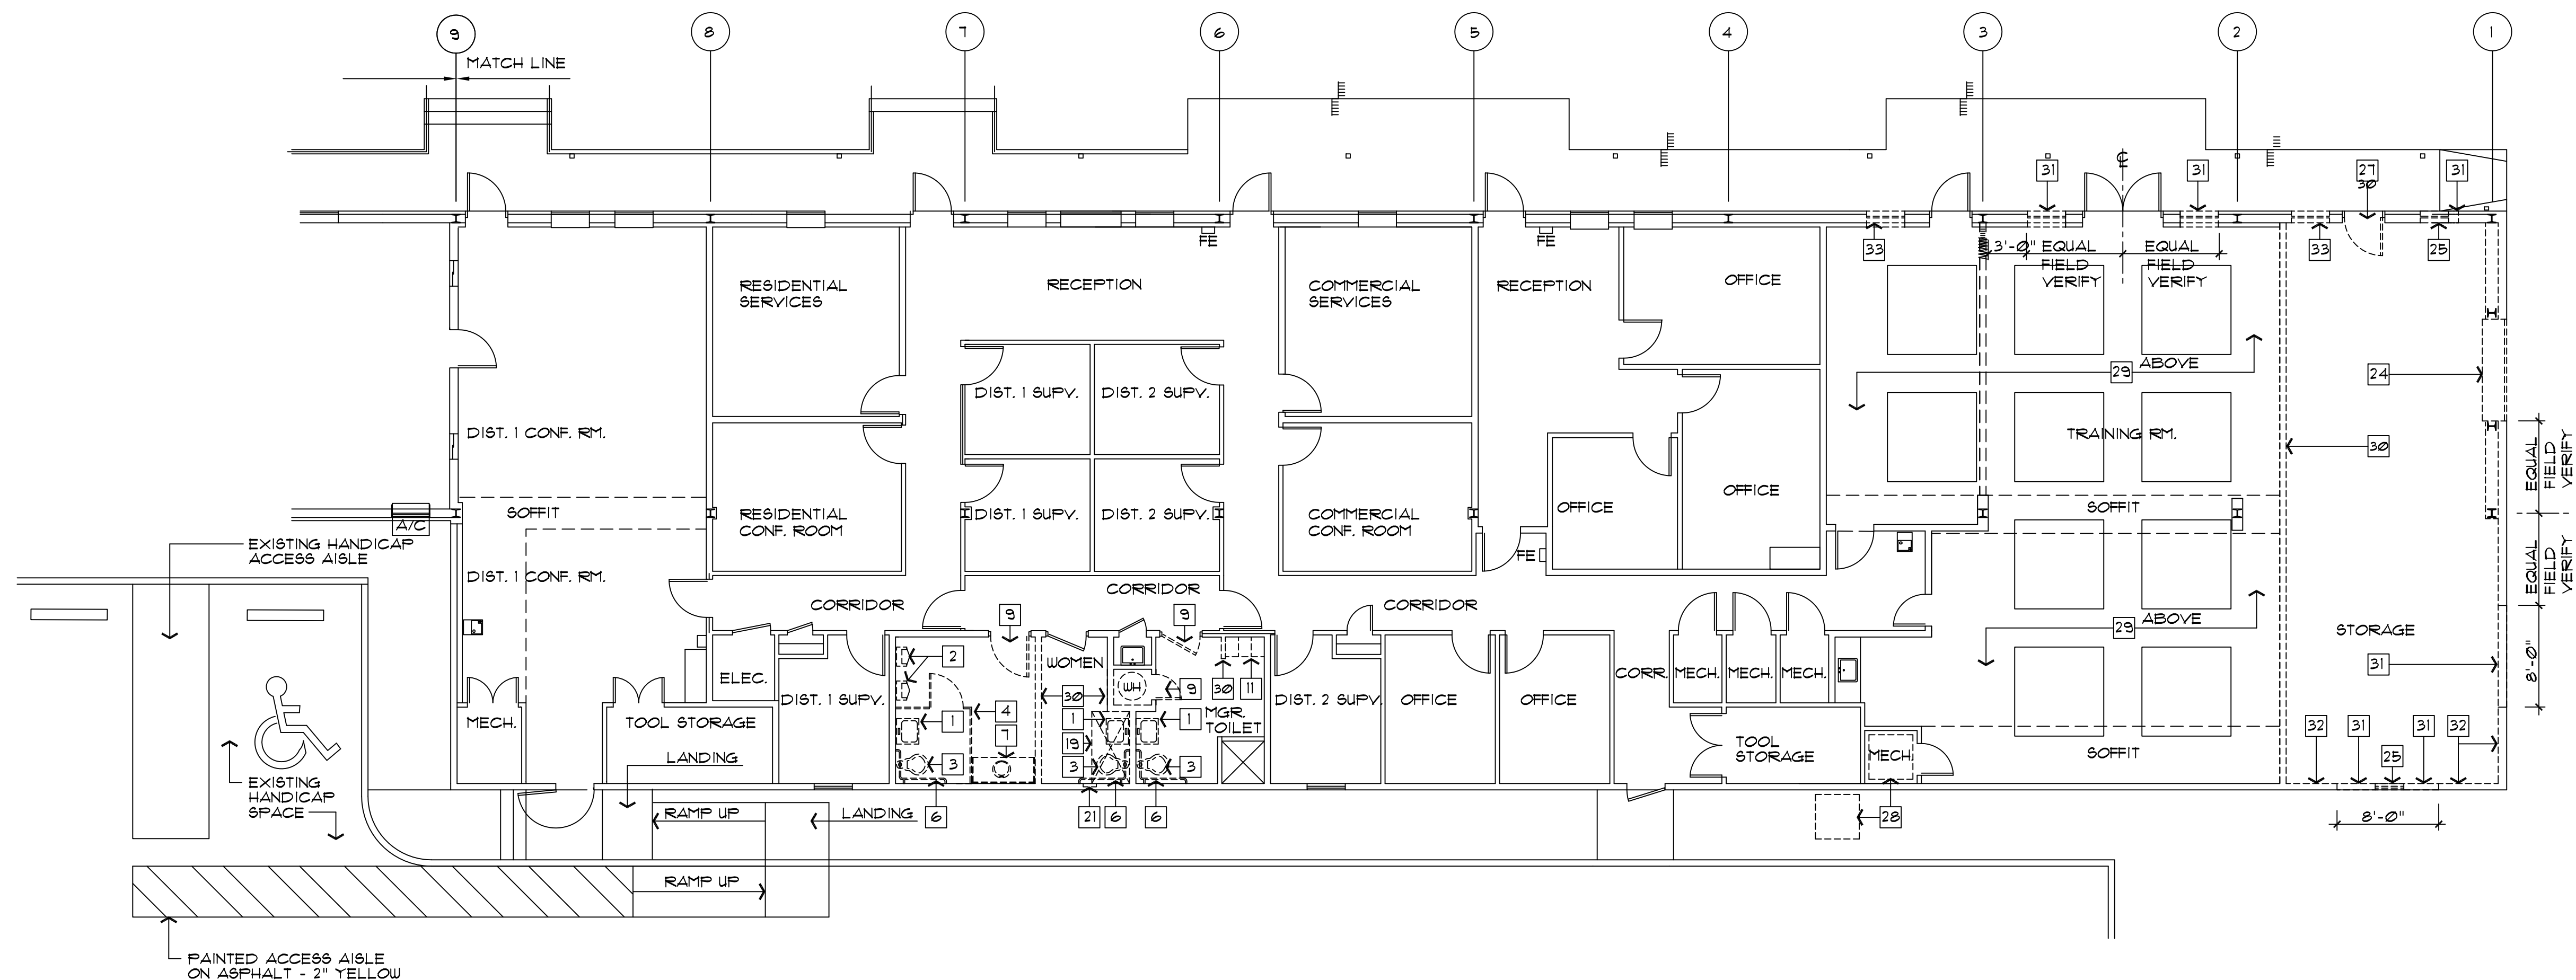 9
8
7
6
5
4
3
2
1
MATCH LINE
℄
31
31
27
30
31
FE
FE
33
3'-0"
EQUAL
FIELD
VERIFY
EQUAL
FIELD
VERIFY
33
25
RESIDENTIAL
SERVICES
RECEPTION
COMMERCIAL
SERVICES
RECEPTION
OFFICE
29
ABOVE
24
DIST. 1 SUPV.
DIST. 2 SUPV.
DIST. 1 CONF. RM.
TRAINING RM.
30
EQUAL
FIELD
VERIFY
SOFFIT
RESIDENTIAL
CONF. ROOM
DIST. 1 SUPV.
DIST. 2 SUPV.
COMMERCIAL
CONF. ROOM
OFFICE
OFFICE
SOFFIT
A/C
EXISTING HANDICAP
ACCESS AISLE
FE
EQUAL
FIELD
VERIFY
DIST. 1 CONF. RM.
CORRIDOR
CORRIDOR
CORRIDOR
9
9
29
ABOVE
STORAGE
2
WOMEN
31
8'-0"
ELEC.
DIST. 1 SUPV.
30
WH
9
30
11
DIST. 2 SUPV.
OFFICE
OFFICE
CORR.
MECH.
MECH.
MECH.
MECH.
TOOL STORAGE
1
4
7
1
19
1
MGR.
TOILET
3
3
3
TOOL
STORAGE
MECH
SOFFIT
32
31
25
31
32
LANDING
EXISTING
HANDICAP
SPACE
RAMP UP
LANDING
6
21
6
6
28
8'-0"
RAMP UP
PAINTED ACCESS AISLE
ON ASPHALT - 2" YELLOW